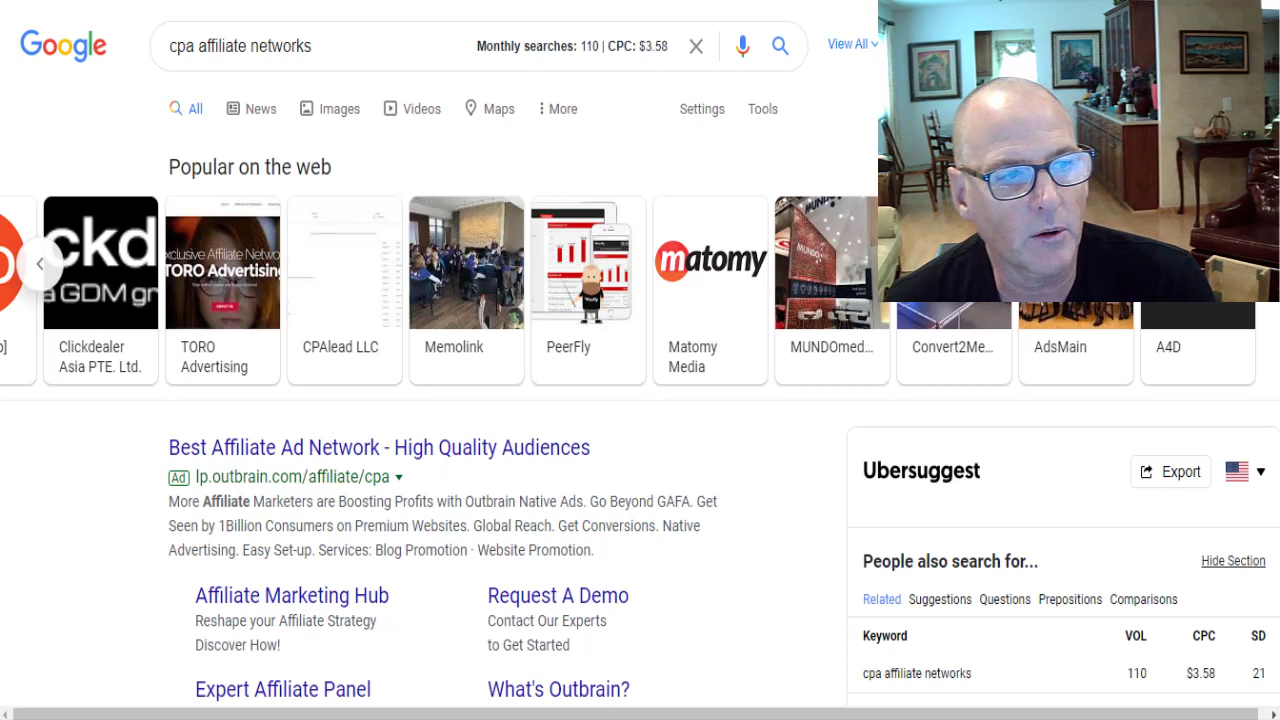 Google
cpa affiliate networks
Monthly searches: 110 | CPC: $3.58
View All
All
News
Images
Videos
Maps
More
Settings
Tools
Popular on the web
ckd
a GDM gr
xclusive Affiliate Netwo
TORO Advertising
matomy
MUNDO
]
Clickdealer
Asia PTE. Ltd.
TORO
Advertising
CPAlead LLC
Memolink
PeerFly
Matomy
Media
MUNDOmed...
Convert2Me...
AdsMain
A4D
Best Affiliate Ad Network - High Quality Audiences
Ad lp.outbrain.com/affiliate/cpa
More Affiliate Marketers are Boosting Profits with Outbrain Native Ads. Go Beyond GAFA. Get
Seen by 1Billion Consumers on Premium Websites. Global Reach. Get Conversions. Native
Advertising. Easy Set-up. Services: Blog Promotion · Website Promotion.
Affiliate Marketing Hub
Reshape your Affiliate Strategy
Discover How!
Request A Demo
Contact Our Experts
to Get Started
Expert Affiliate Panel
What's Outbrain?
Ubersuggest
Export
People also search for...
Hide Section
Related Suggestions Questions Prepositions Comparisons
Keyword VOL CPC SD
cpa affiliate networks 110 $3.58 21